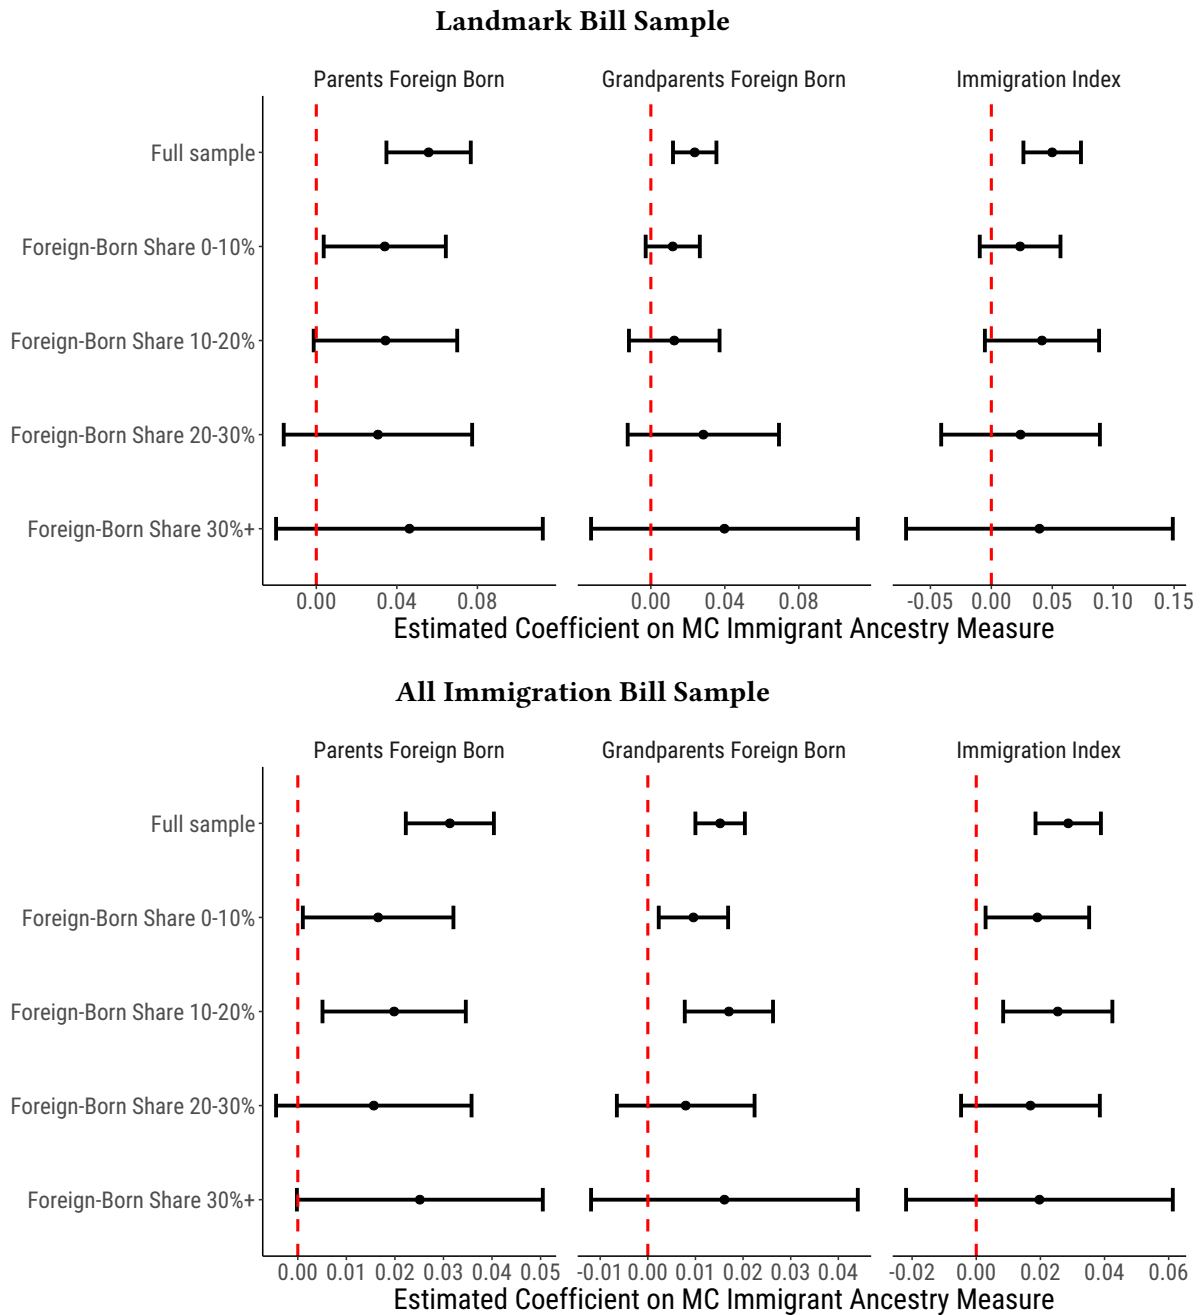 Landmark Bill Sample
Parents Foreign Born Grandparents Foreign Born Immigration Index
Full sample
Foreign-Born Share 0-10%
Foreign-Born Share 10-20%
Foreign-Born Share 20-30%
Foreign-Born Share 30%+
0.00 0.04 0.08 0.00 0.04 0.08 -0.05 0.00 0.05 0.10 0.15
Estimated Coefficient on MC Immigrant Ancestry Measure
All Immigration Bill Sample
Parents Foreign Born Grandparents Foreign Born Immigration Index
Full sample
Foreign-Born Share 0-10%
Foreign-Born Share 10-20%
Foreign-Born Share 20-30%
Foreign-Born Share 30%+
0.00 0.01 0.02 0.03 0.04 0.05 -0.01 0.00 0.01 0.02 0.03 0.04 -0.02 0.00 0.02 0.04 0.06
Estimated Coefficient on MC Immigrant Ancestry Measure